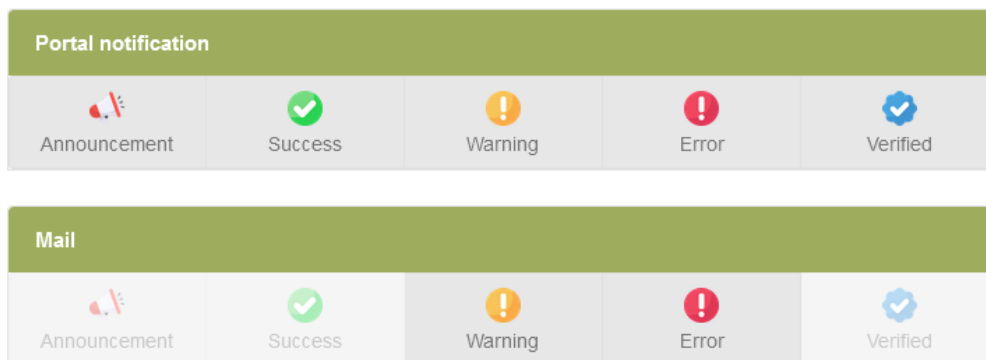 Portal notification
Announcement Success Warning Error Verified
Mail
Announcement Success Warning Error Verified